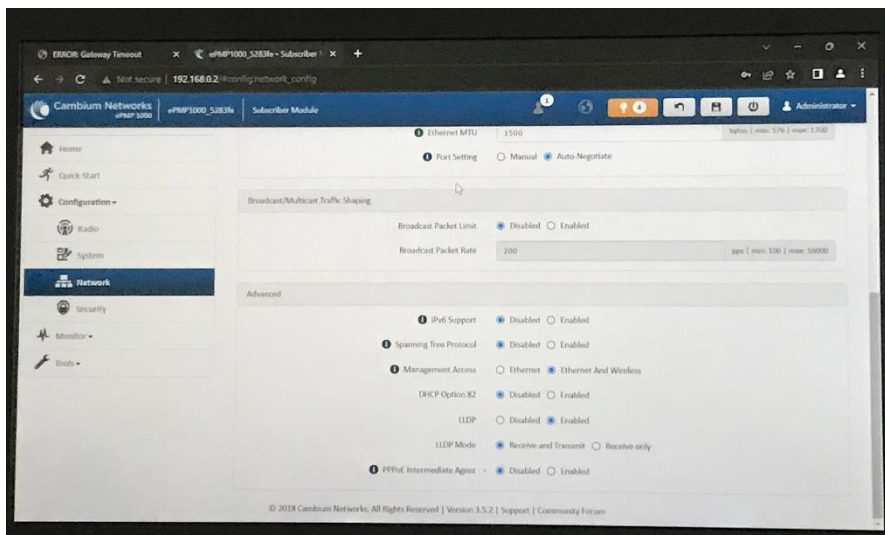 ERROR: Gateway Timeout
ePMP1000_5283fe - Subscriber
Not secure | 192.168.0.2/#config:network_config
Cambium Networks
ePMP 1000
ePMP1000_5283fe
Subscriber Module
1
4
Administrator
Home
Quick Start
Configuration
Radio
System
Network
Security
Monitor
Tools
Ethernet MTU 1500 bytes | min: 576 | max: 1700
Port Setting Manual Auto-Negotiate
Broadcast/Multicast Traffic Shaping
Broadcast Packet Limit Disabled Enabled
Broadcast Packet Rate 200 pps | min: 100 | max: 16000
Advanced
IPv6 Support Disabled Enabled
Spanning Tree Protocol Disabled Enabled
Management Access Ethernet Ethernet And Wireless
DHCP Option 82 Disabled Enabled
LLDP Disabled Enabled
LLDP Mode Receive and Transmit Receive only
PPPoE Intermediate Agent Disabled Enabled
© 2018 Cambium Networks, All Rights Reserved | Version 3.5.2 | Support | Community Forum